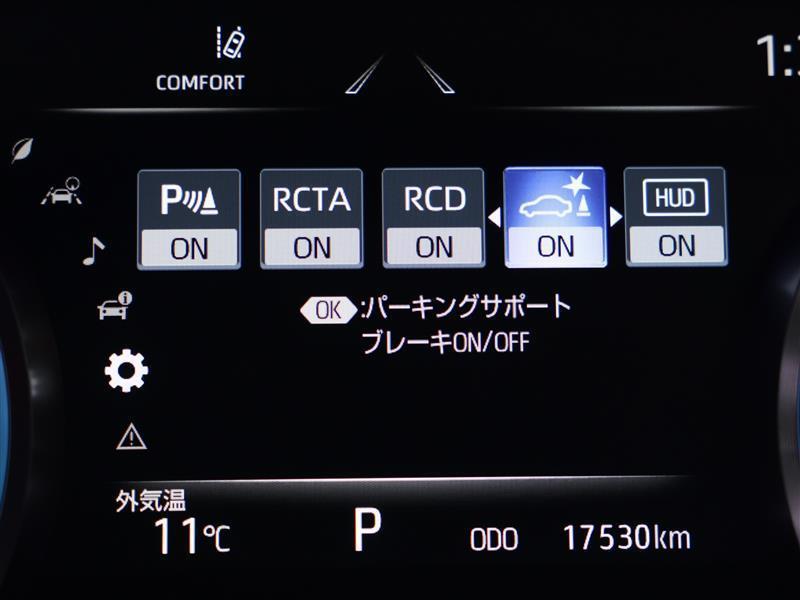 COMFORT
P RCTA RCD HUD
ON ON ON ON ON
OK:パーキングサポート
ブレーキON/OFF
外気温
11℃ P ODO 17530km